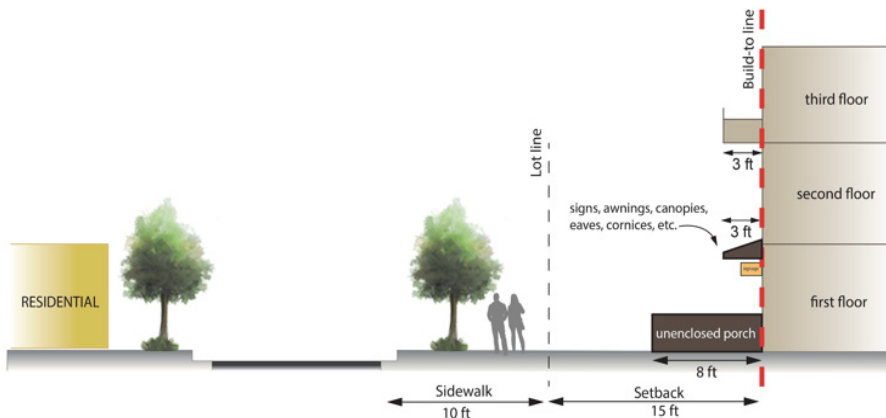 Build-to line
third floor
3 ft
Lot line
second floor
signs, awnings, canopies,
eaves, cornices, etc.
3 ft
signage
RESIDENTIAL
first floor
unenclosed porch
8 ft
Sidewalk
10 ft
Setback
15 ft